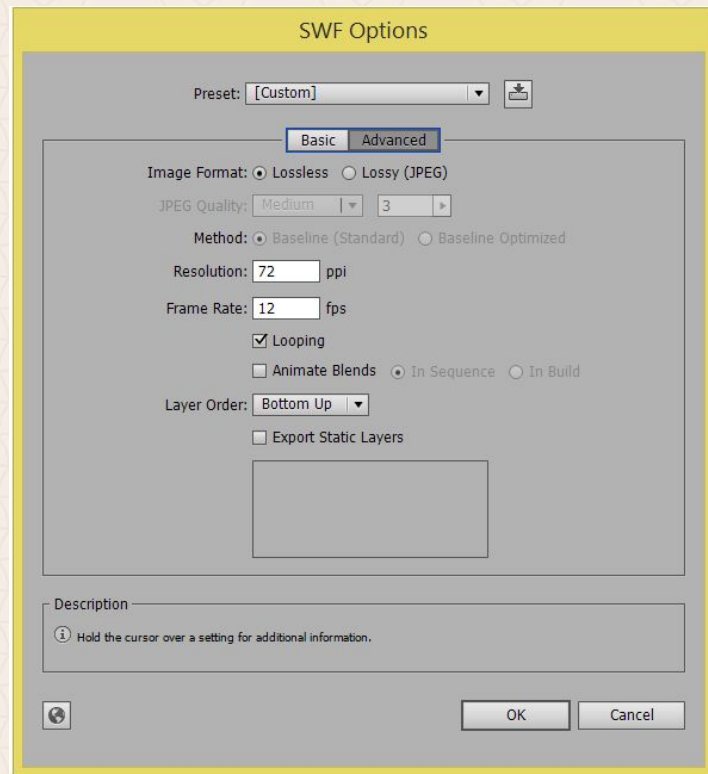 SWF Options
Preset: [Custom]
Basic Advanced
Image Format: Lossless Lossy (JPEG)
JPEG Quality: Medium 3
Method: Baseline (Standard) Baseline Optimized
Resolution: 72 ppi
Frame Rate: 12 fps
Looping
Animate Blends In Sequence In Build
Layer Order: Bottom Up
Export Static Layers
Description
Hold the cursor over a setting for additional information.
OK Cancel